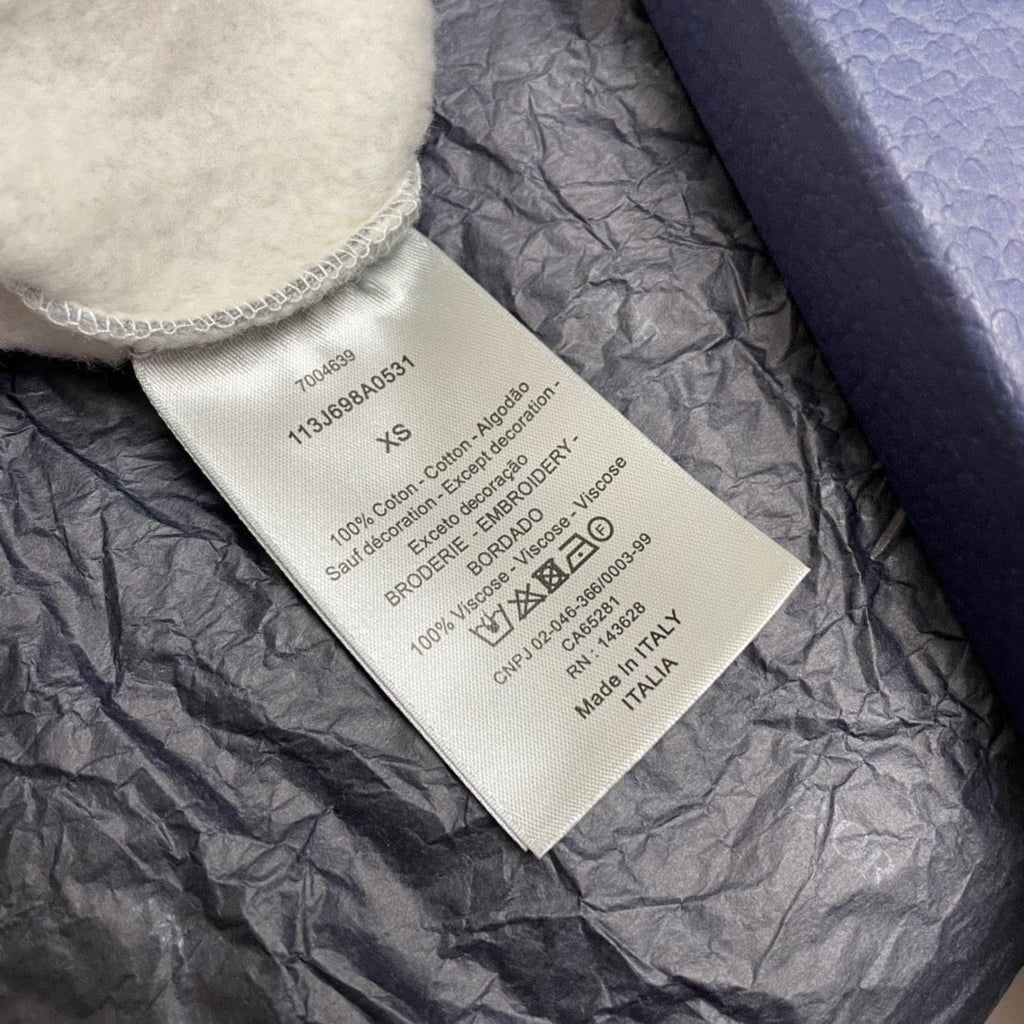 7004639
113J698A0531
XS
100% Coton - Cotton - Algodão
Sauf décoration - Except decoration -
Exceto decoração
BRODERIE - EMBROIDERY -
BORDADO
100% Viscose - Viscose - Viscose
CNPJ 02-046-366/0003-99
CA65281
RN : 143628
Made In ITALY
ITALIA